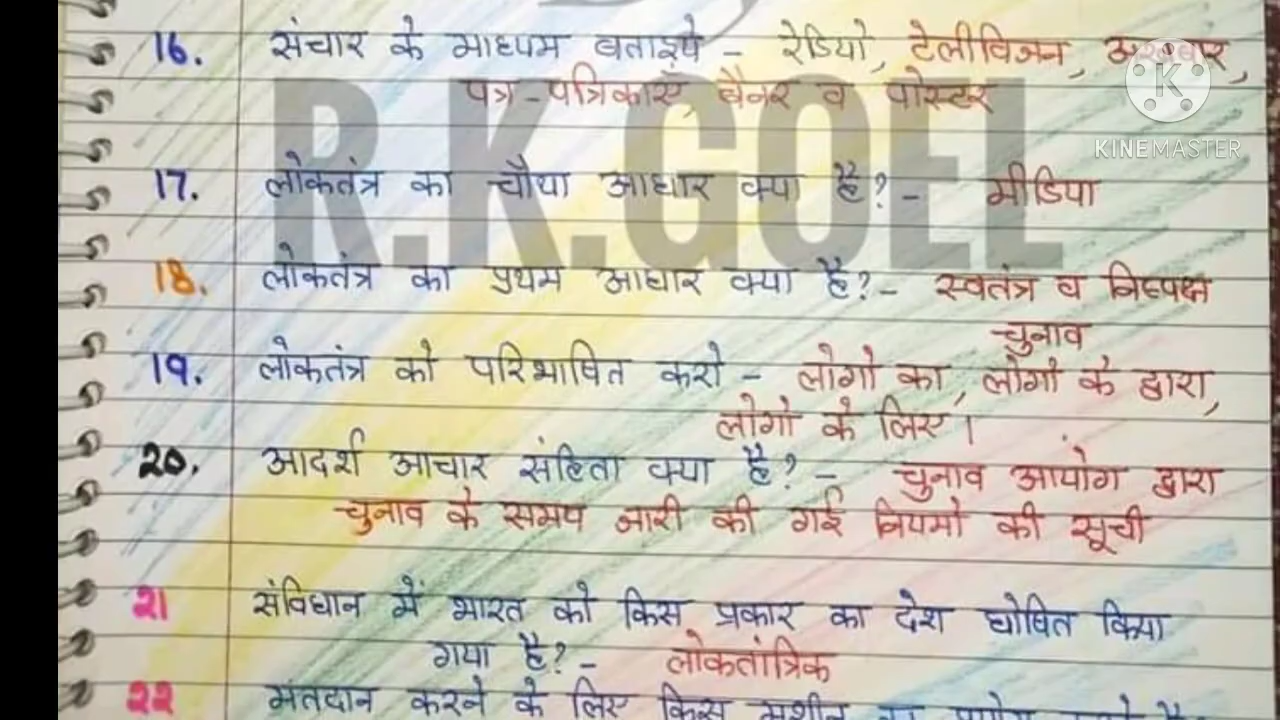 16. संचार के माध्यम बताइये - रेडियो, टेलीविजन, अखबार,
पत्र-पत्रिकाएं, बैनर व पोस्टर
KINEMASTER
R.K.GOEL
17. लोकतंत्र का चौथा आधार क्या है? - मीडिया
18. लोकतंत्र का प्रथम आधार क्या है? - स्वतंत्र व निष्पक्ष
चुनाव
19. लोकतंत्र को परिभाषित करो - लोगो का, लोगो के द्वारा,
लोगो के लिए।
20. आदर्श आचार संहिता क्या है? - चुनाव आयोग द्वारा
चुनाव के समय जारी की गई नियमो की सूची
21 संविधान में भारत को किस प्रकार का देश घोषित किया
गया है? - लोकतांत्रिक
22 मतदान करने के लिए किस मशीन का प्रयोग